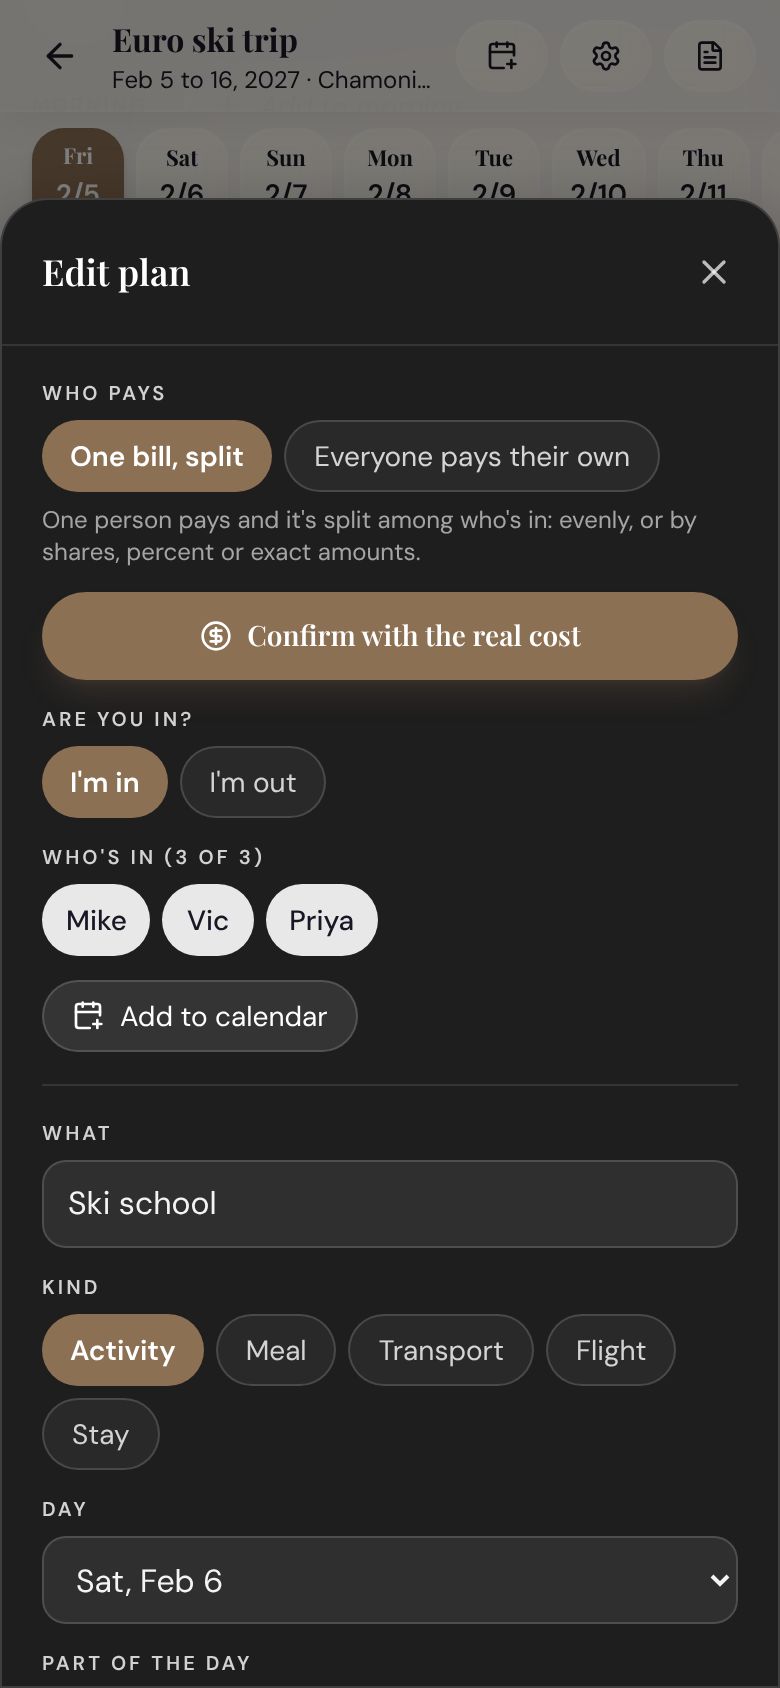 Euro ski trip
Feb 5 to 16, 2027 · Chamoni...
Fri Sat Sun Mon Tue Wed Thu
2/5 2/6 2/7 2/8 2/9 2/10 2/11
Edit plan
WHO PAYS
One bill, split Everyone pays their own
One person pays and it's split among who's in: evenly, or by
shares, percent or exact amounts.
Confirm with the real cost
ARE YOU IN?
I'm in I'm out
WHO'S IN (3 OF 3)
Mike Vic Priya
Add to calendar
WHAT
Ski school
KIND
Activity Meal Transport Flight
Stay
DAY
Sat, Feb 6
PART OF THE DAY